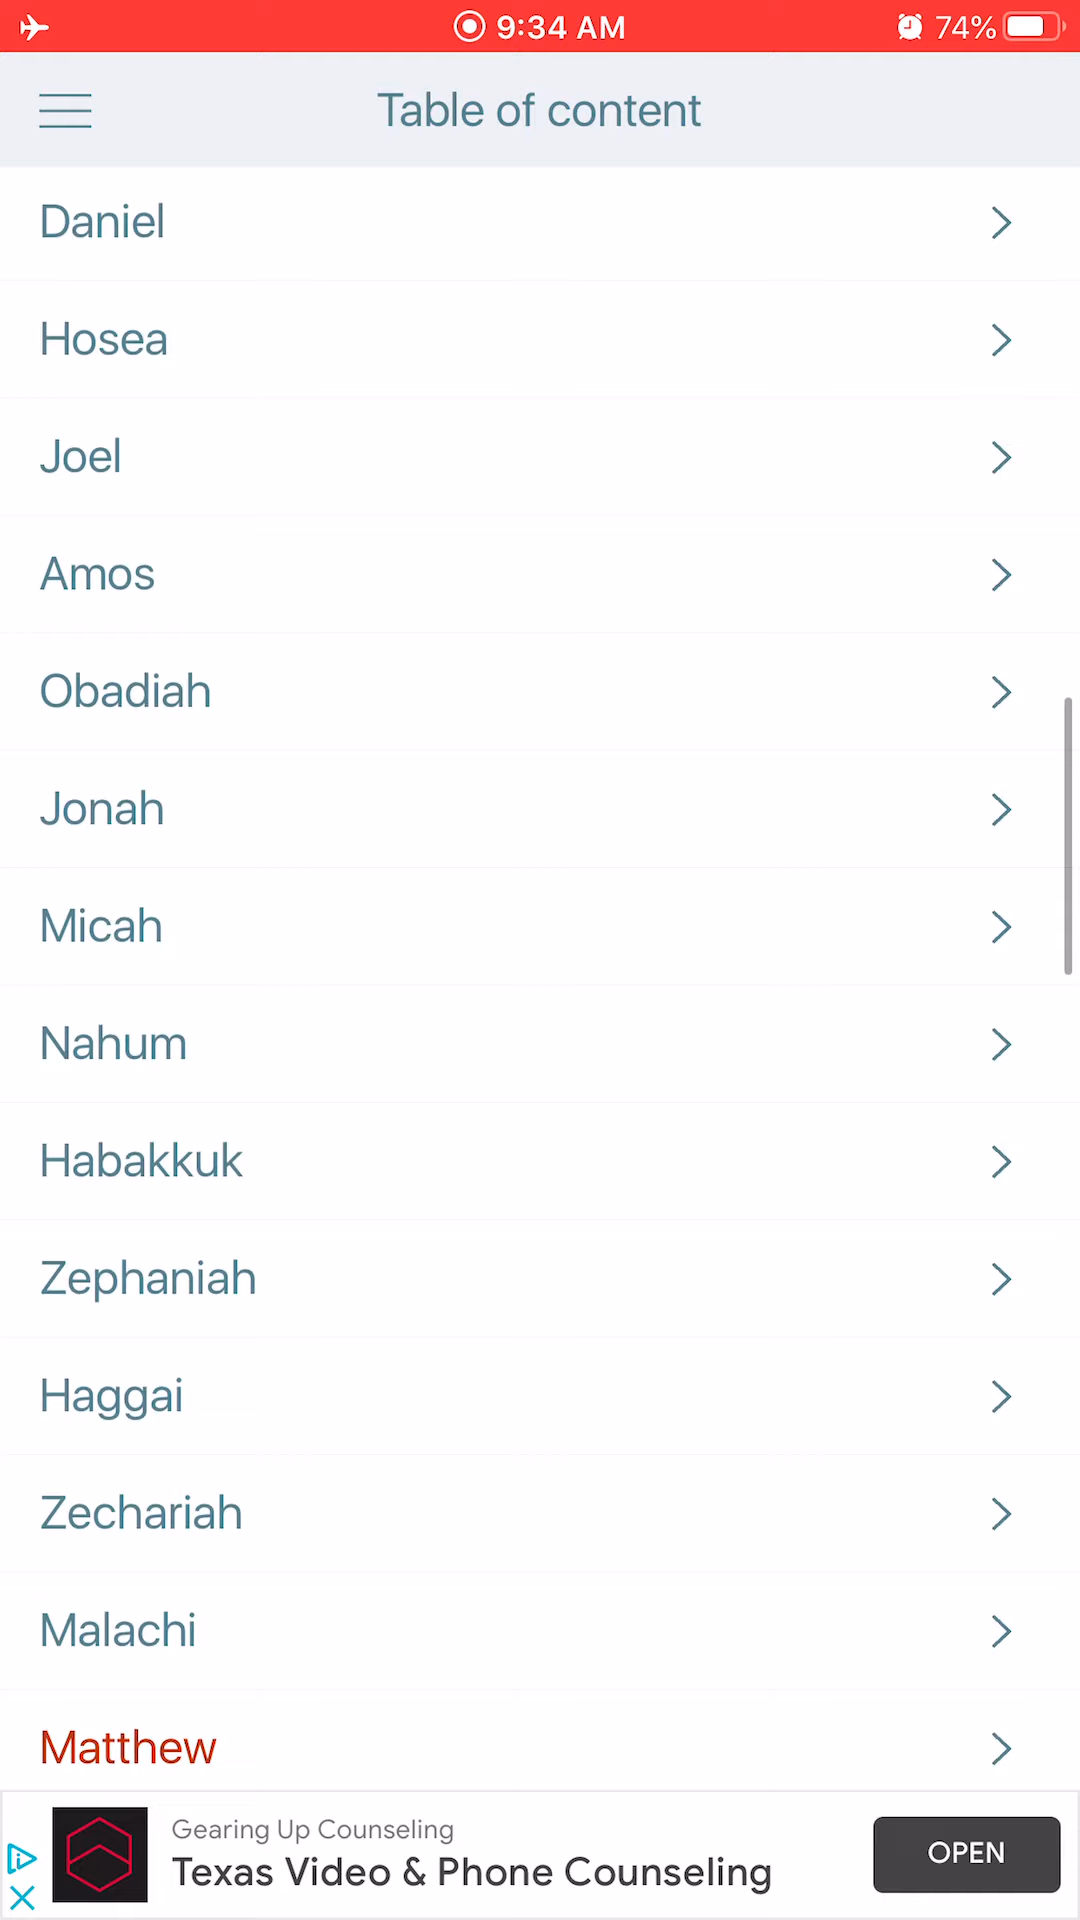 9:34 AM
74%
Table of content
Daniel
Hosea
Joel
Amos
Obadiah
Jonah
Micah
Nahum
Habakkuk
Zephaniah
Haggai
Zechariah
Malachi
Matthew
Gearing Up Counseling
Texas Video & Phone Counseling
OPEN